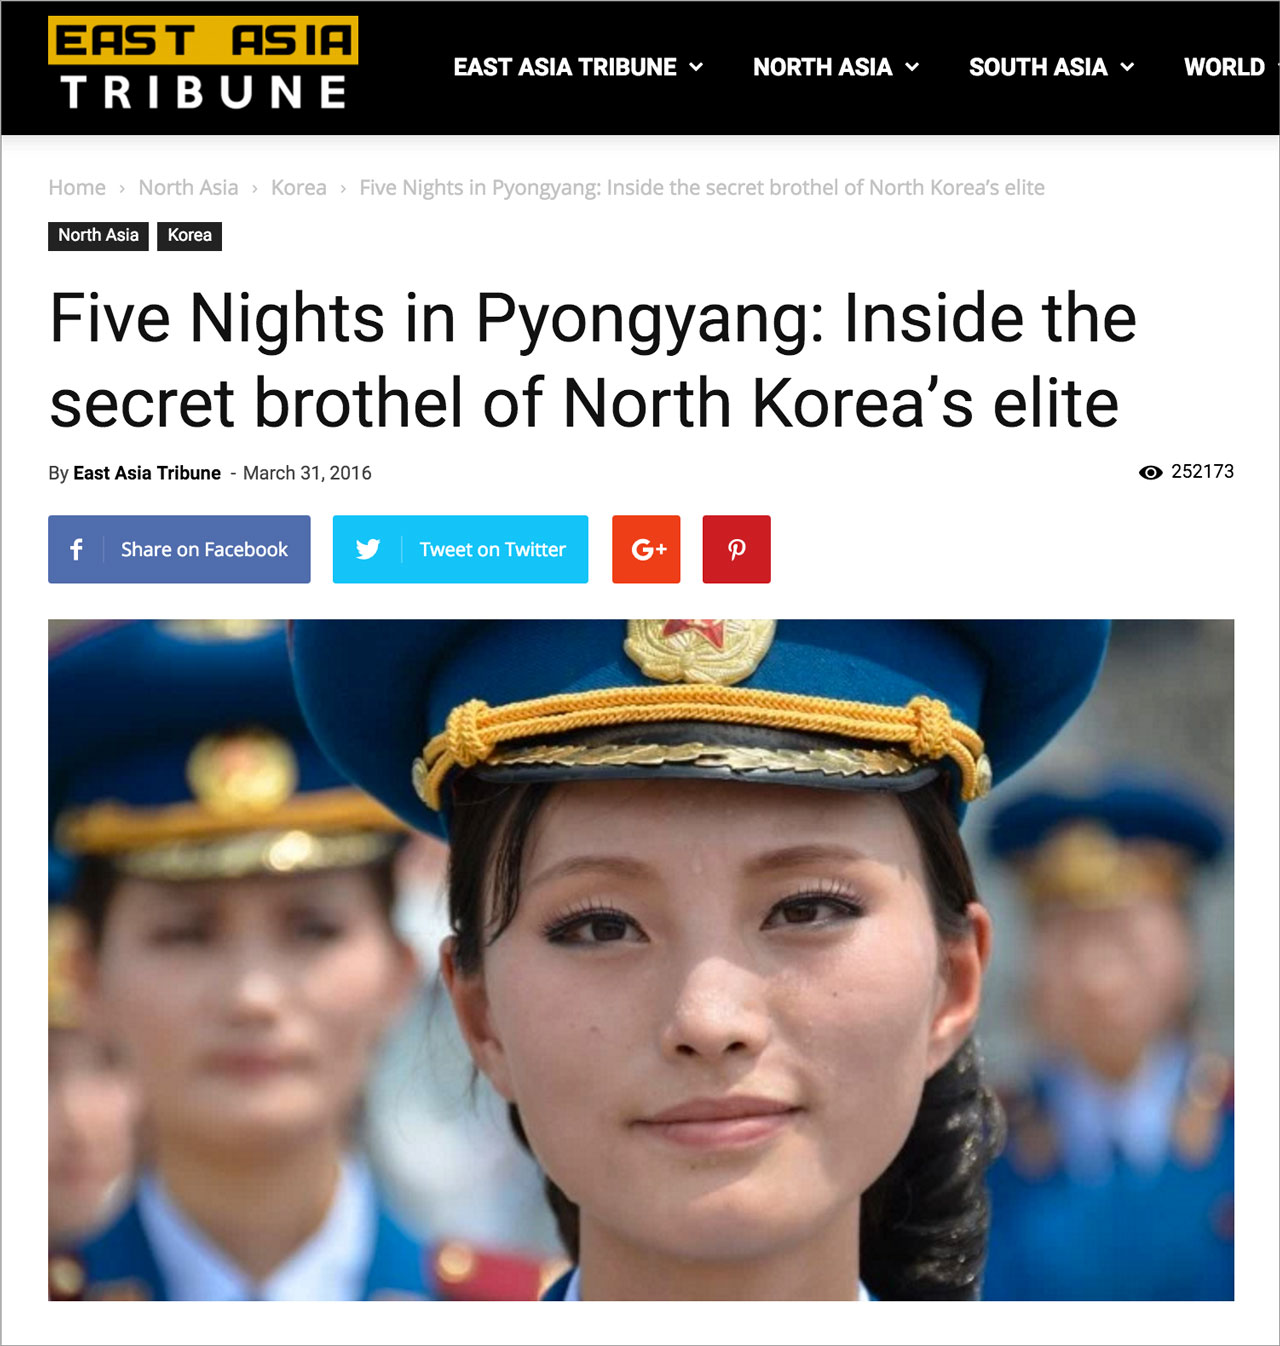 EAST ASIA
TRIBUNE
EAST ASIA TRIBUNE
NORTH ASIA
SOUTH ASIA
WORLD
Home › North Asia › Korea › Five Nights in Pyongyang: Inside the secret brothel of North Korea’s elite
North Asia
Korea
Five Nights in Pyongyang: Inside the
secret brothel of North Korea’s elite
By East Asia Tribune - March 31, 2016
252173
Share on Facebook
Tweet on Twitter
G+